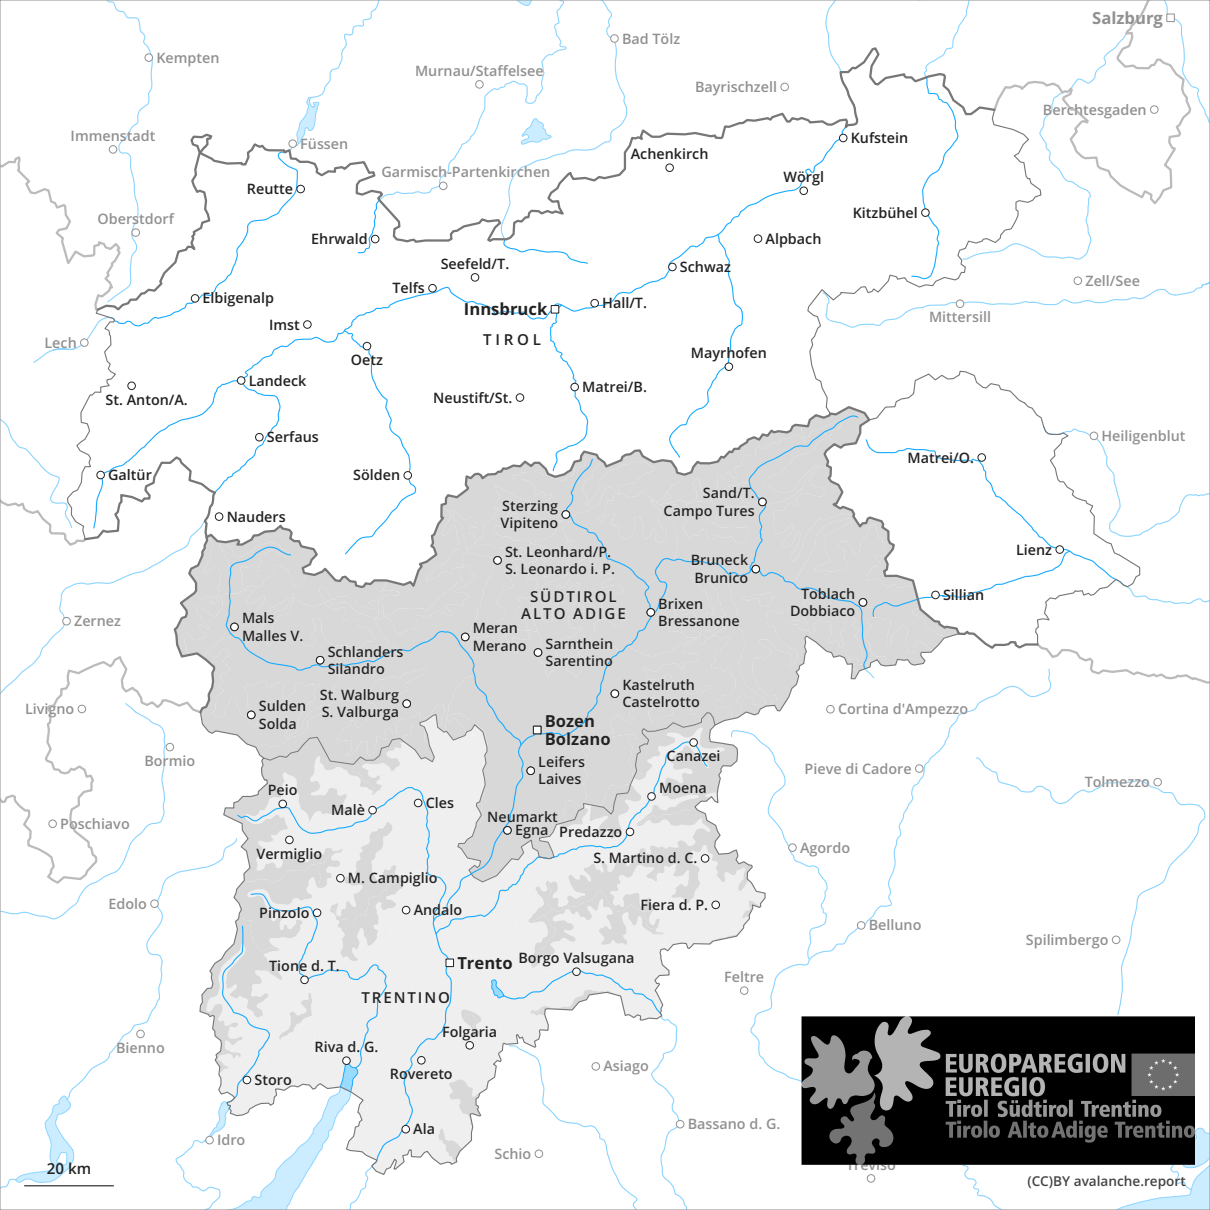 Salzburg
Bad Tölz
Kempten
Murnau/Staffelsee
Bayrischzell
Berchtesgaden
Immenstadt
Füssen
Kufstein
Achenkirch
Garmisch-Partenkirchen
Wörgl
Reutte
Oberstdorf
Kitzbühel
Ehrwald
Alpbach
Seefeld/T.
Schwaz
Zell/See
Telfs
Elbigenalp
Hall/T.
Innsbruck
Mittersill
Imst
TIROL
Lech
Oetz
Mayrhofen
Landeck
Matrei/B.
St. Anton/A.
Neustift/St.
Serfaus
Heiligenblut
Matrei/O.
Galtür
Sölden
Sand/T.
Campo Tures
Sterzing
Vipiteno
Nauders
St. Leonhard/P.
S. Leonardo i. P.
Lienz
Bruneck
Brunico
SÜDTIROL
ALTO ADIGE
Toblach
Dobbiaco
Sillian
Brixen
Bressanone
Zernez
Mals
Malles V.
Meran
Merano
Sarnthein
Sarentino
Schlanders
Silandro
Kastelruth
Castelrotto
St. Walburg
S. Valburga
Livigno
Sulden
Solda
Cortina d'Ampezzo
Bozen
Bolzano
Bormio
Canazei
Leifers
Laives
Pieve di Cadore
Tolmezzo
Peio
Moena
Malè
Cles
Neumarkt
Egna
Poschiavo
Predazzo
Vermiglio
Agordo
S. Martino d. C.
M. Campiglio
Edolo
Pinzolo
Andalo
Fiera d. P.
Belluno
Spilimbergo
Trento
Borgo Valsugana
Tione d. T.
Feltre
TRENTINO
Folgaria
Bienno
Riva d. G.
Asiago
Rovereto
Storo
EUROPAREGION
EUREGIO
Tirol Südtirol Trentino
Tirolo Alto Adige Trentino
Bassano d. G.
Ala
Idro
Schio
Treviso
20 km
(CC)BY avalanche.report